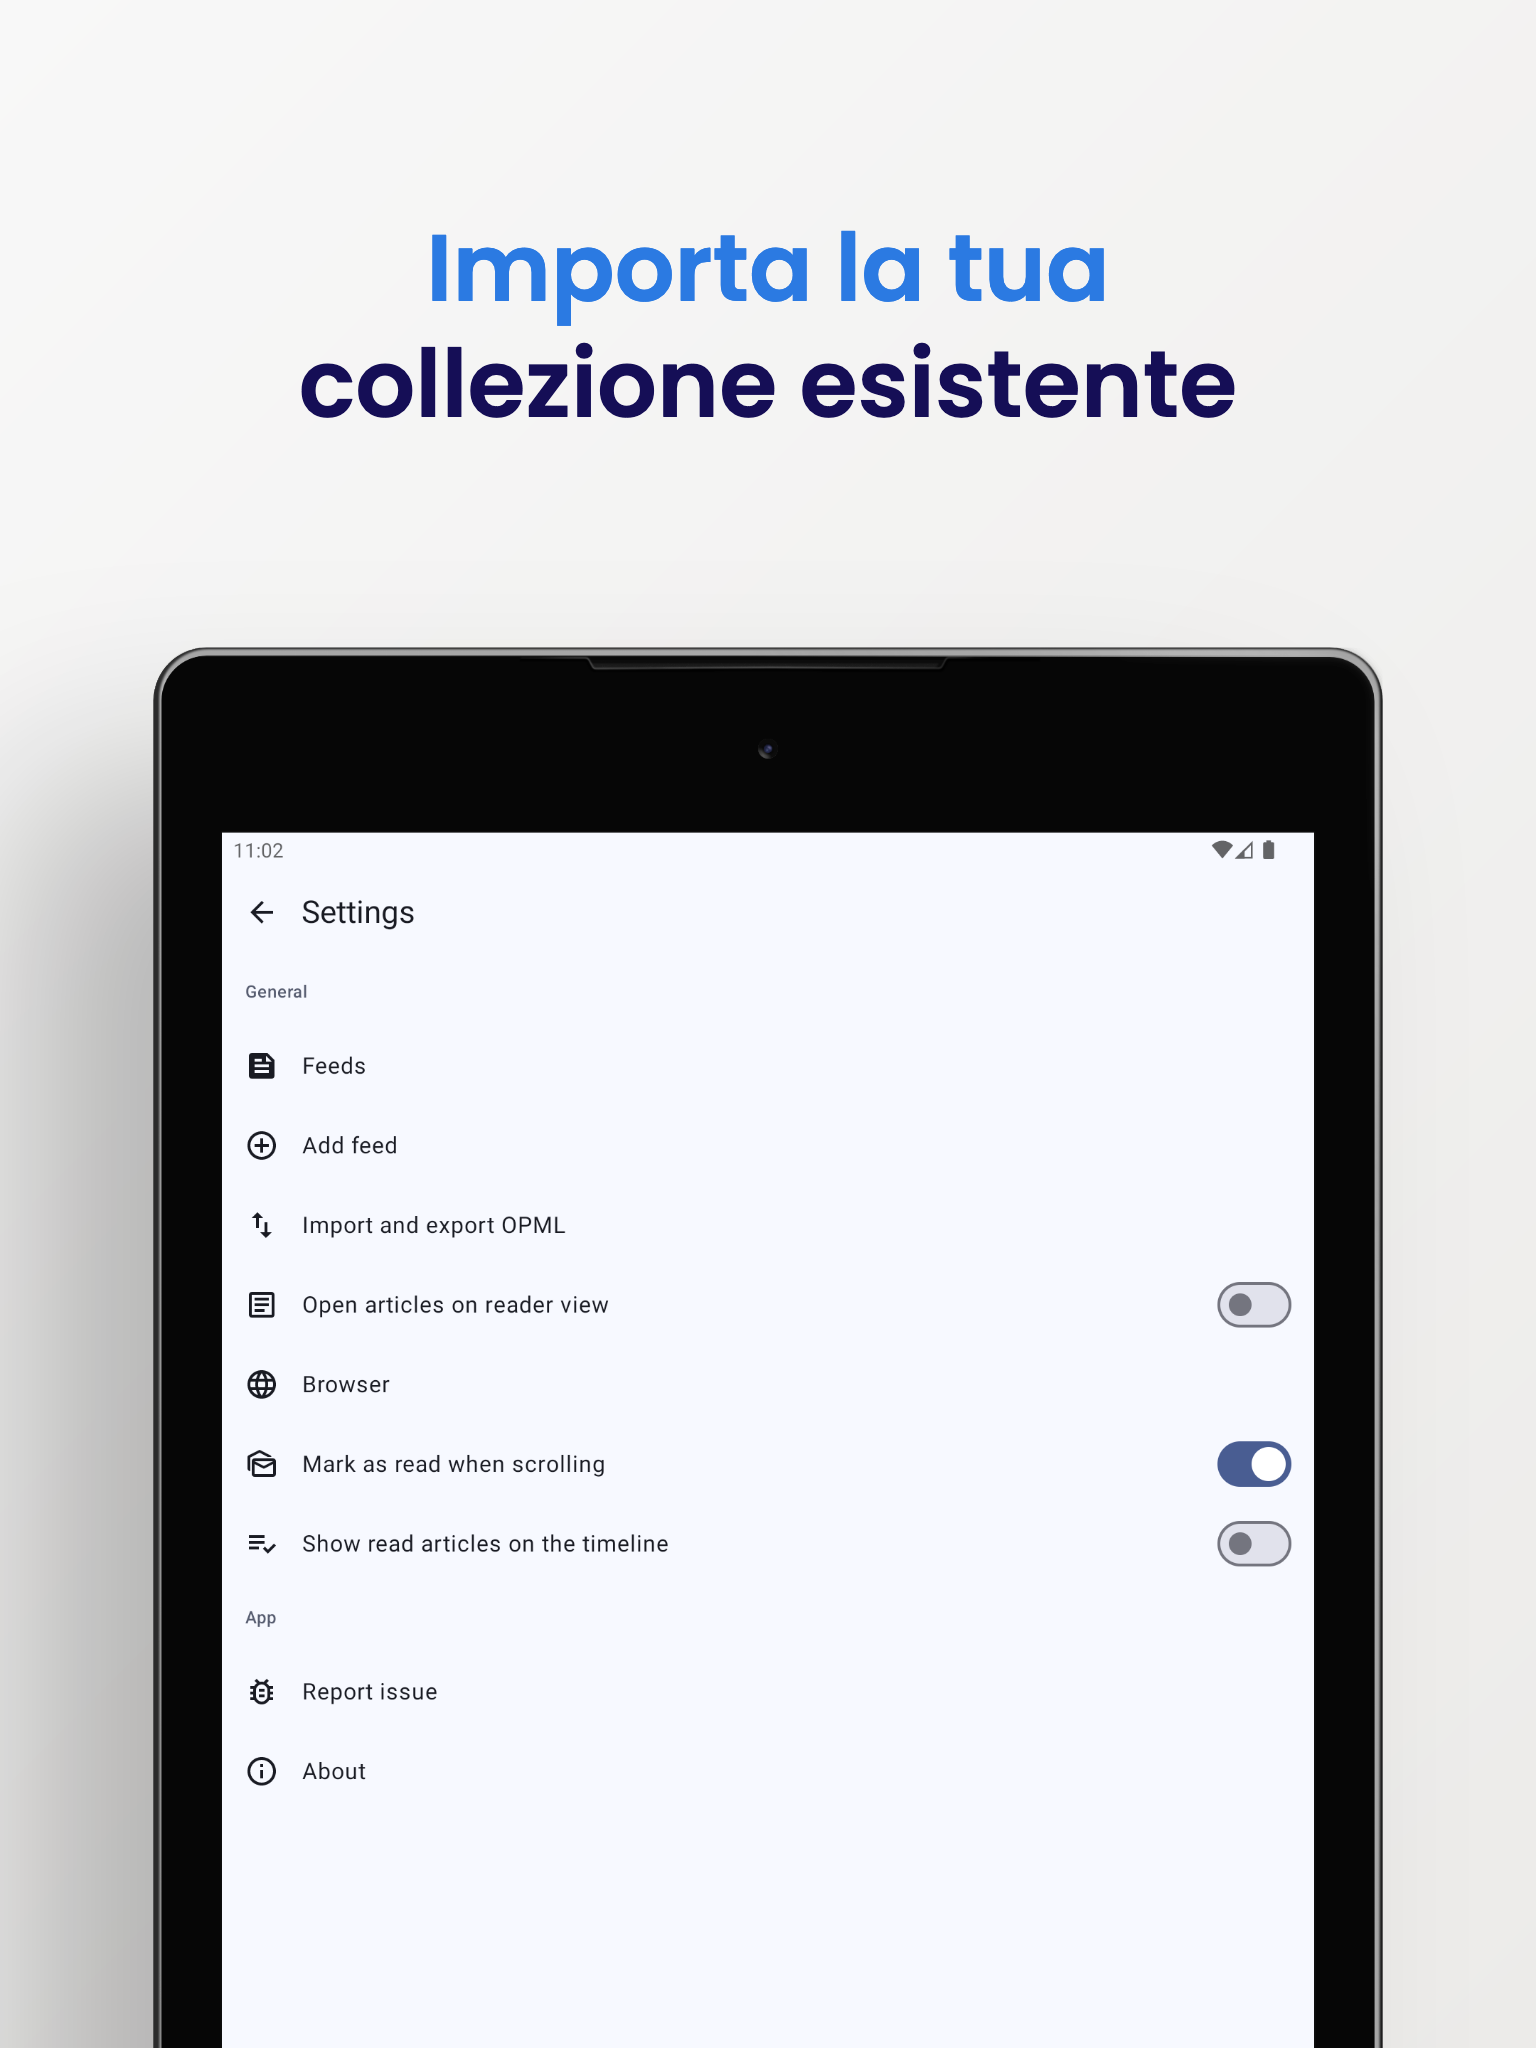 Importa la tua
collezione esistente
11:02
Settings
General
Feeds
Add feed
Import and export OPML
Open articles on reader view
Browser
Mark as read when scrolling
Show read articles on the timeline
App
Report issue
About